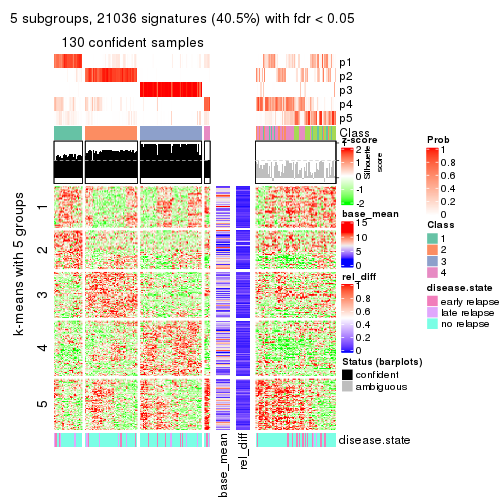 5 subgroups, 21036 signatures (40.5%) with fdr < 0.05
130 confident samples
p1
p2
p3
p4
p5
Class
1
2
3
4
5
k-means with 5 groups
base_mean
rel_diff
disease.state
z-score
2
1
0
-1
-2
Silhouette
score
base_mean
15
10
5
0
rel_diff
1
0.8
0.6
0.4
0.2
0
Status (barplots)
confident
ambiguous
Prob
1
0.8
0.6
0.4
0.2
0
Class
1
2
3
4
disease.state
early relapse
late relapse
no relapse